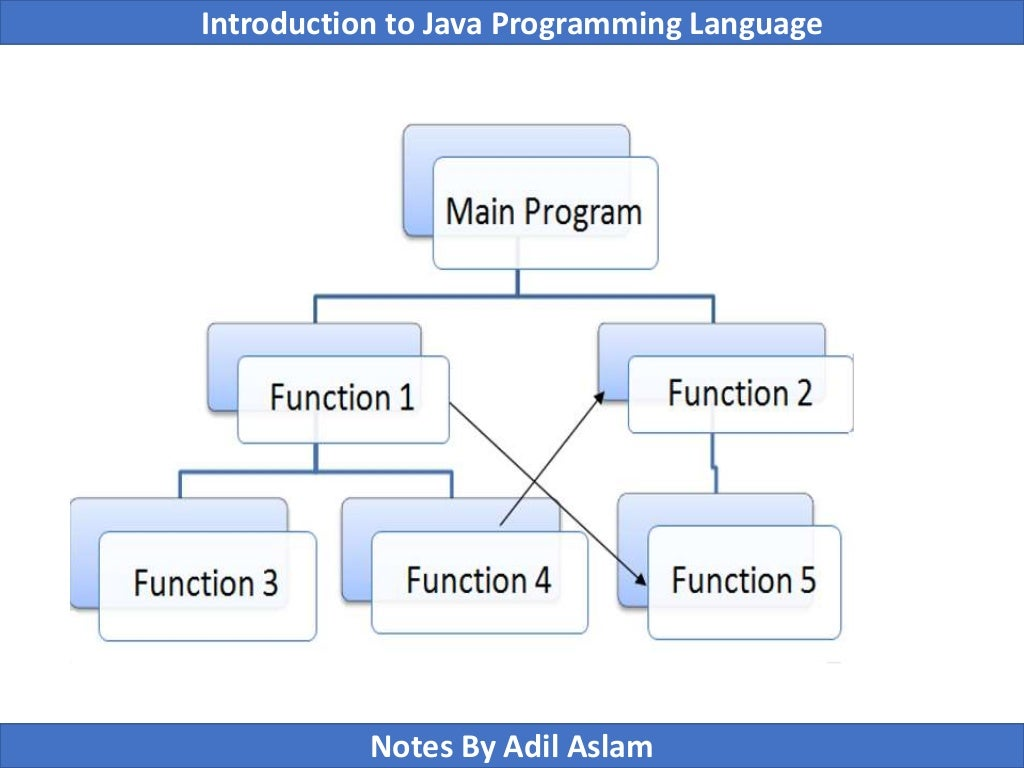 Introduction to Java Programming Language
Main Program
Function 1
Function 2
Function 3
Function 4
Function 5
Notes By Adil Aslam